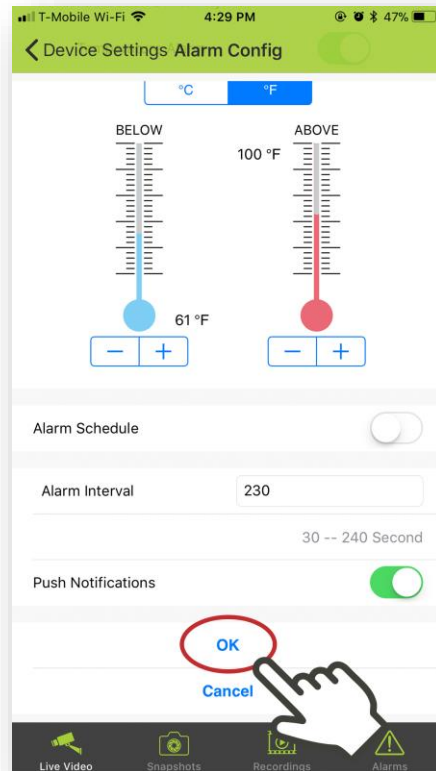 T-Mobile Wi-Fi 4:29 PM 47%
Device Settings Alarm Config
°C °F
BELOW ABOVE
100 °F
61 °F
− + − +
Alarm Schedule
Alarm Interval 230
30 -- 240 Second
Push Notifications
OK
Cancel
Live Video Snapshots Recordings Alarms